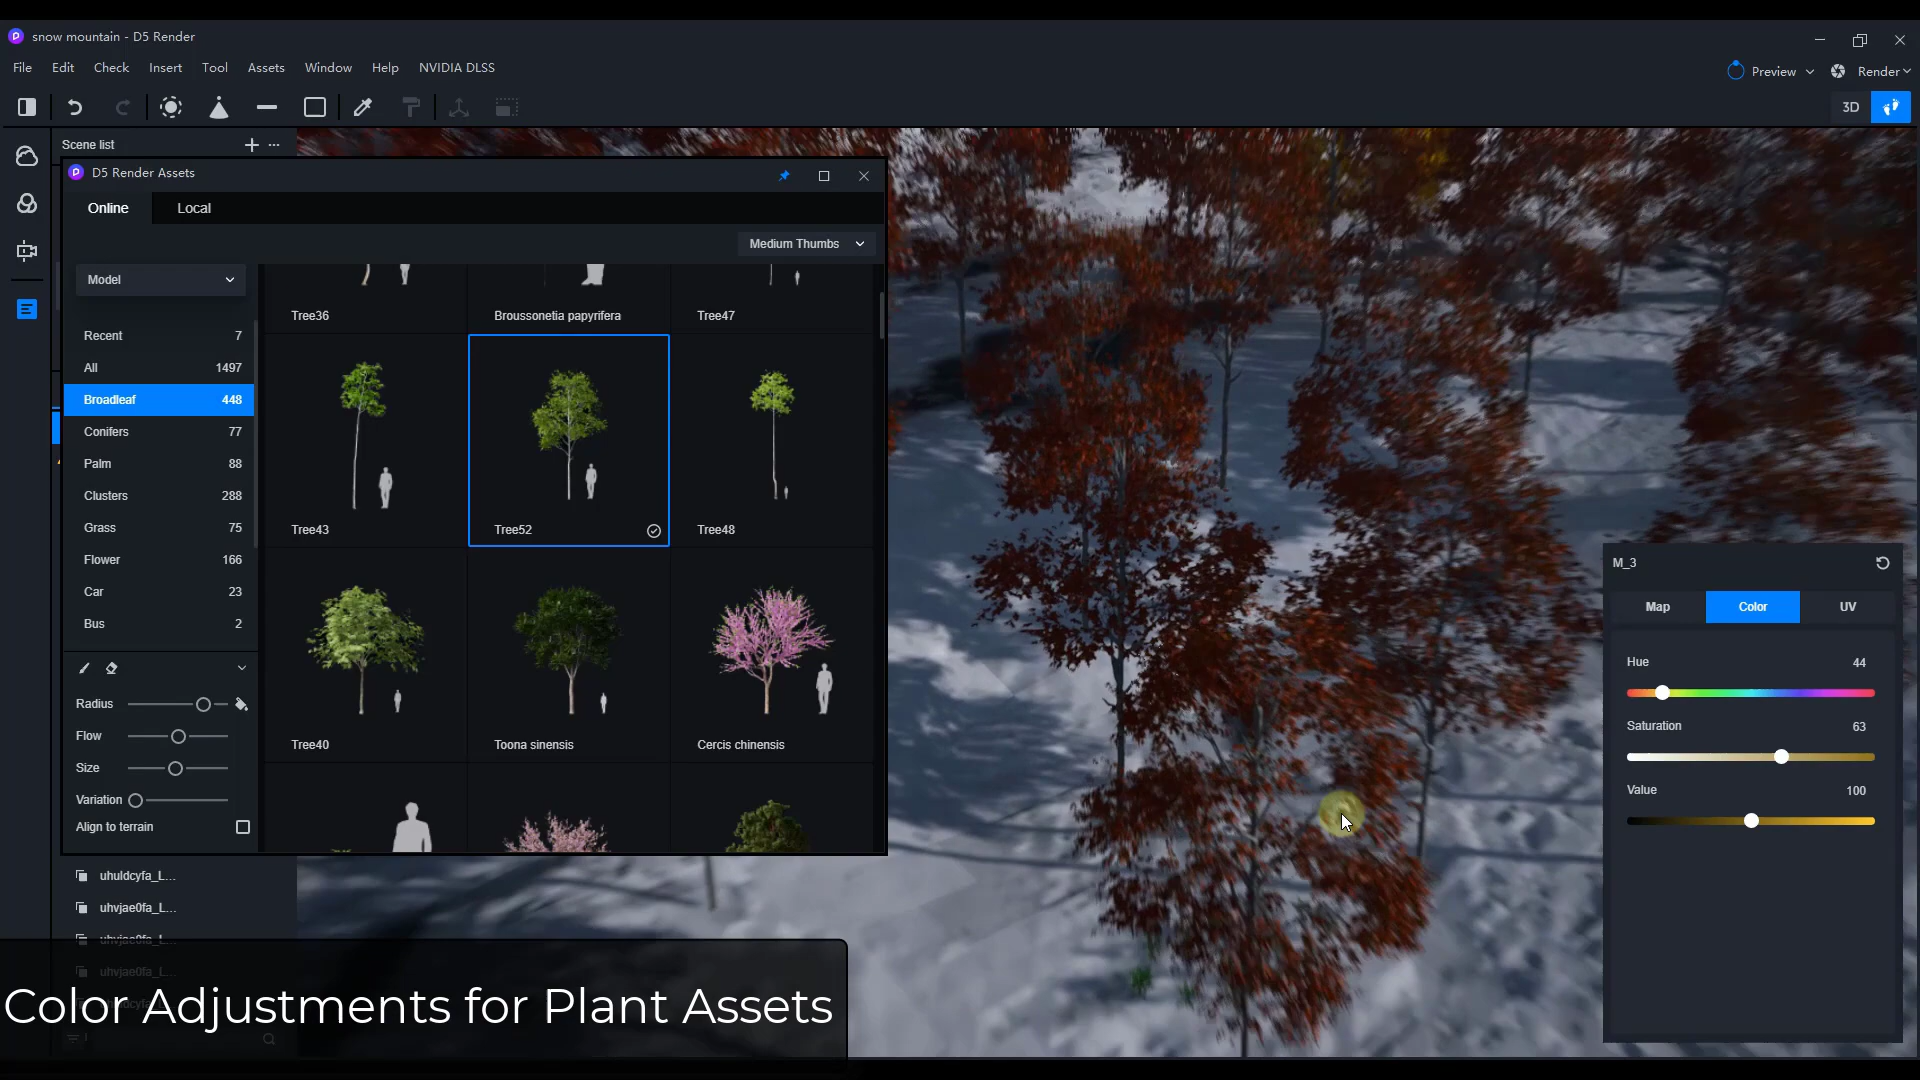 snow mountain - D5 Render
File Edit Check Insert Tool Assets Window Help NVIDIA DLSS
Preview Render
3D
Scene list
D5 Render Assets
Online Local
Medium Thumbs
Model
Recent 7
All 1497
Broadleaf 448
Conifers 77
Palm 88
Clusters 288
Grass 75
Flower 166
Car 23
Bus 2
Radius
Flow
Size
Variation
Align to terrain
Tree36 Broussonetia papyrifera Tree47
Tree43 Tree52 Tree48
Tree40 Toona sinensis Cercis chinensis
M_3
Map Color UV
Hue 44
Saturation 63
Value 100
uhuldcyfa_L...
uhvjae0fa_L...
uhvjae0fa_L...
uhvjae0fa_L...
Color Adjustments for Plant Assets